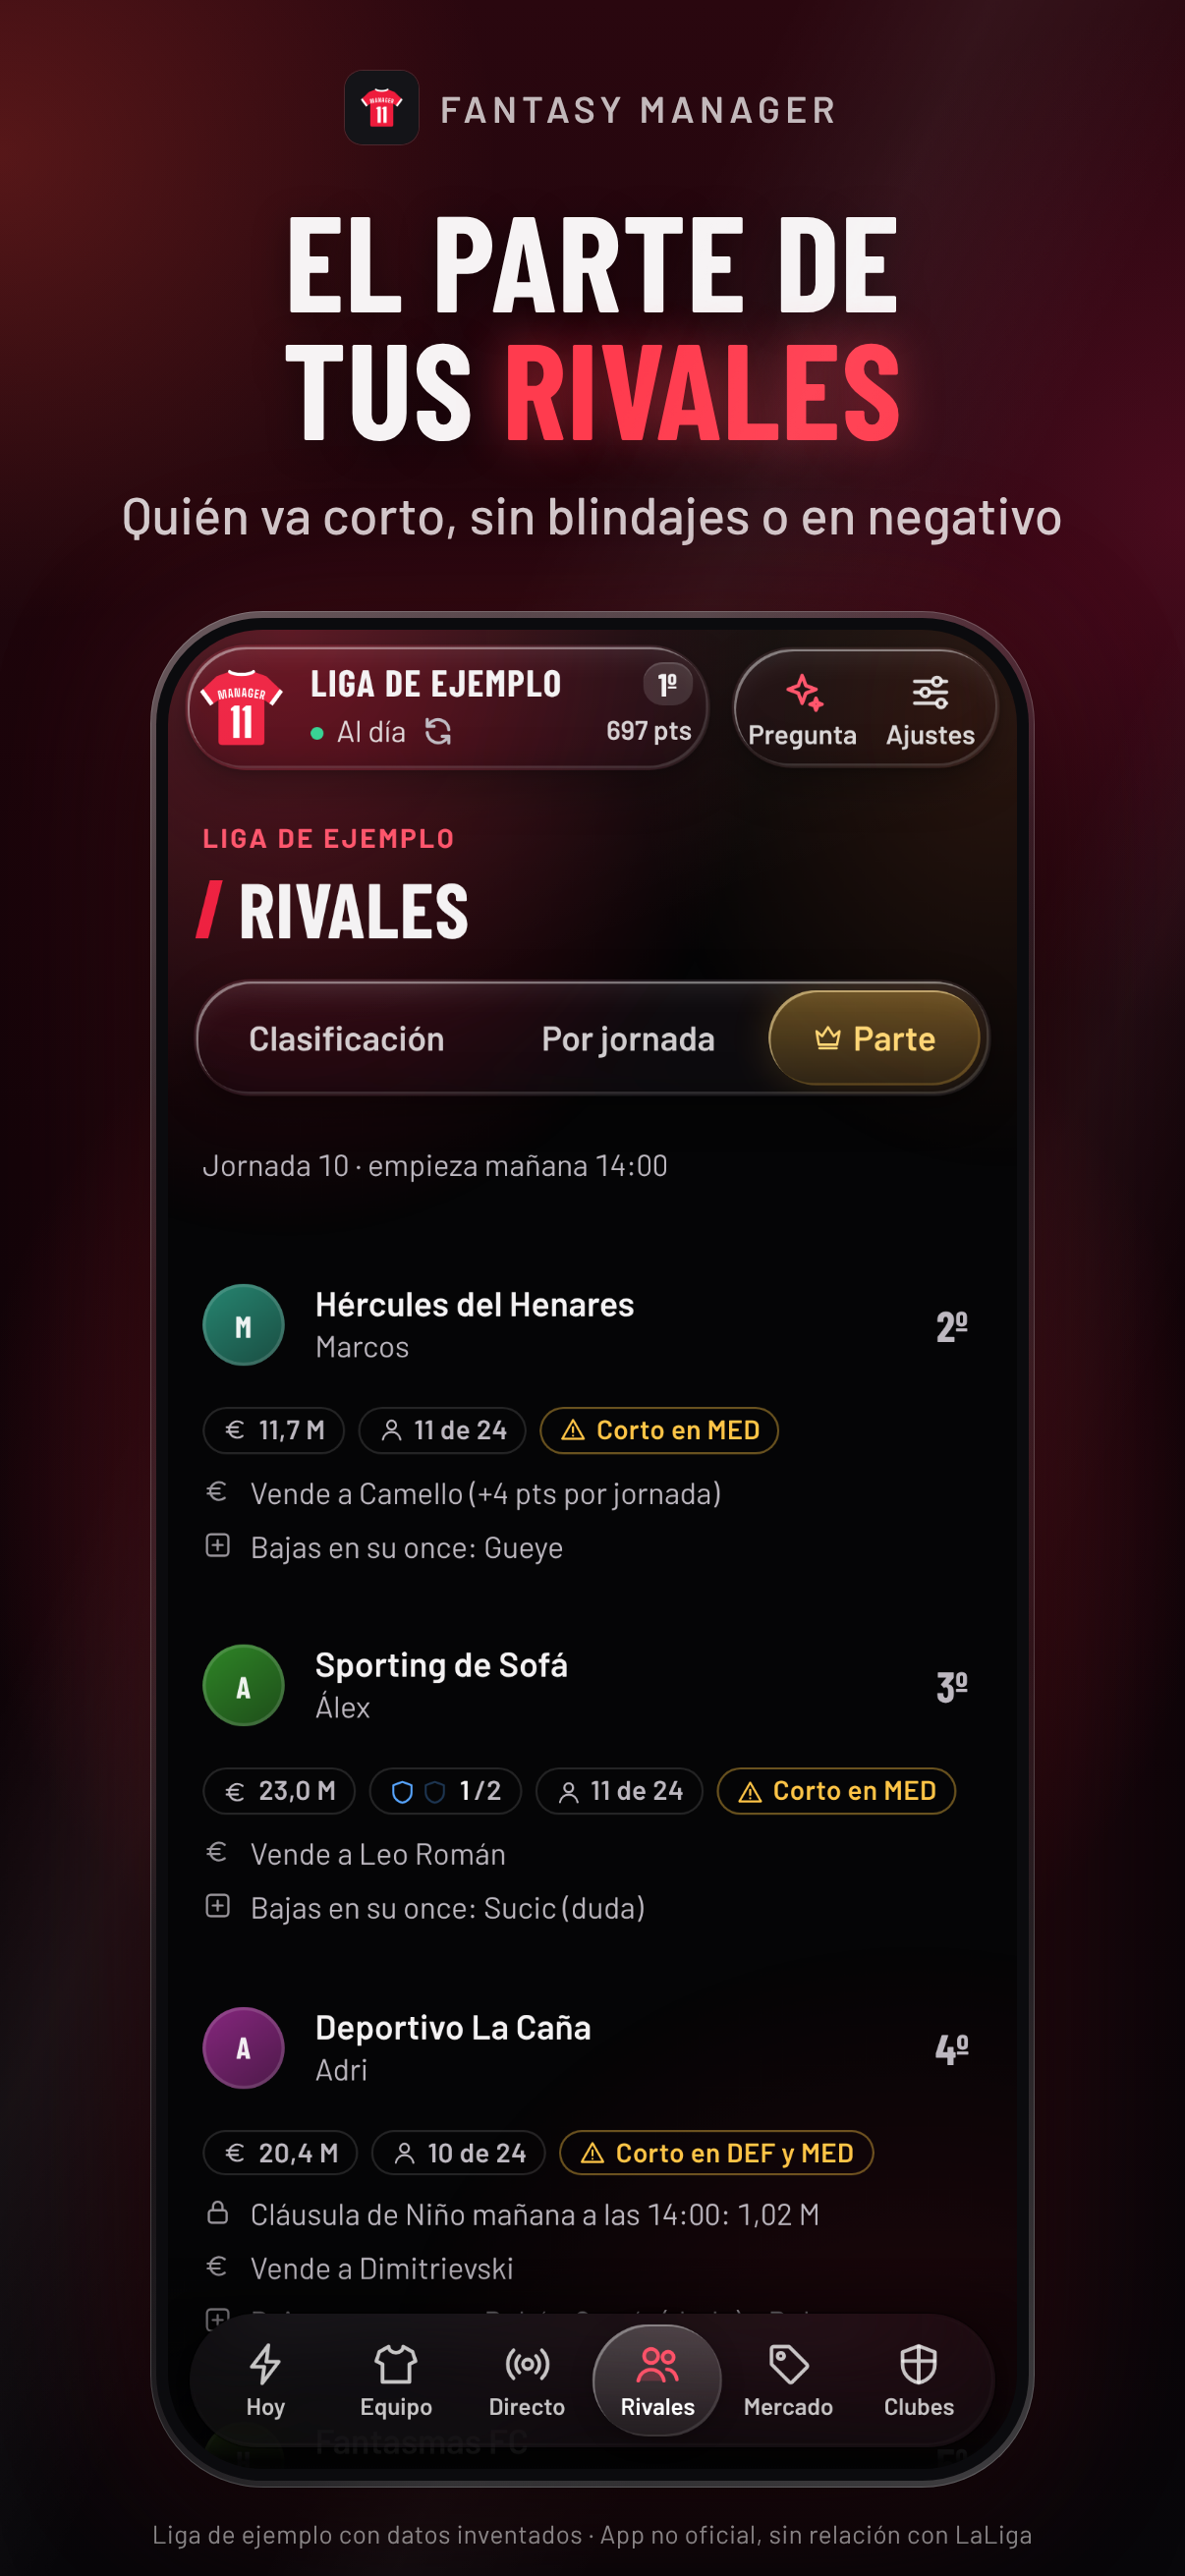 MANAGER
11
FANTASY MANAGER
EL PARTE DE
TUS RIVALES
Quién va corto, sin blindajes o en negativo
MANAGER
11
LIGA DE EJEMPLO
1º
Al día
697 pts
Pregunta
Ajustes
LIGA DE EJEMPLO
/ RIVALES
Clasificación
Por jornada
Parte
Jornada 10 · empieza mañana 14:00
M
Hércules del Henares
Marcos
2º
€ 11,7 M
11 de 24
Corto en MED
€ Vende a Camello (+4 pts por jornada)
Bajas en su once: Gueye
A
Sporting de Sofá
Álex
3º
€ 23,0 M
1/2
11 de 24
Corto en MED
€ Vende a Leo Román
Bajas en su once: Sucic (duda)
A
Deportivo La Caña
Adri
4º
€ 20,4 M
10 de 24
Corto en DEF y MED
Cláusula de Niño mañana a las 14:00: 1,02 M
€ Vende a Dimitrievski
Hoy
Equipo
Directo
Rivales
Mercado
Clubes
Fantasmas FC
Liga de ejemplo con datos inventados · App no oficial, sin relación con LaLiga